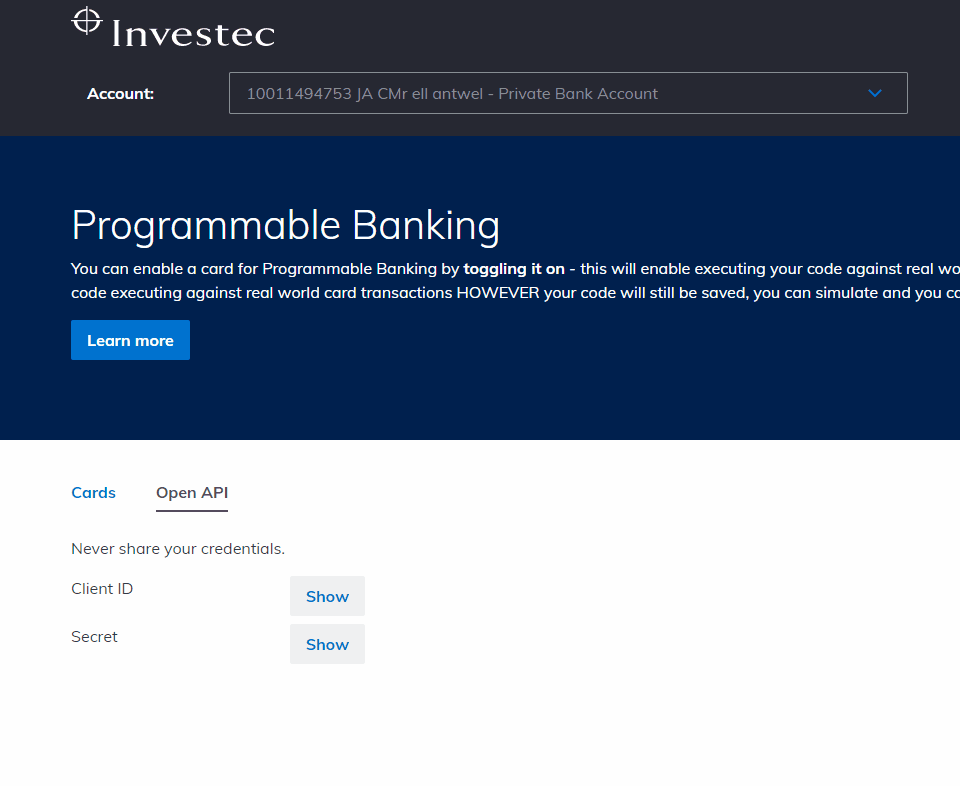 Investec
Account:
10011494753 JA CMr ell antwel - Private Bank Account
Programmable Banking
You can enable a card for Programmable Banking by toggling it on - this will enable executing your code against real wo
code executing against real world card transactions HOWEVER your code will still be saved, you can simulate and you co
Learn more
Cards
Open API
Never share your credentials.
Client ID
Show
Secret
Show